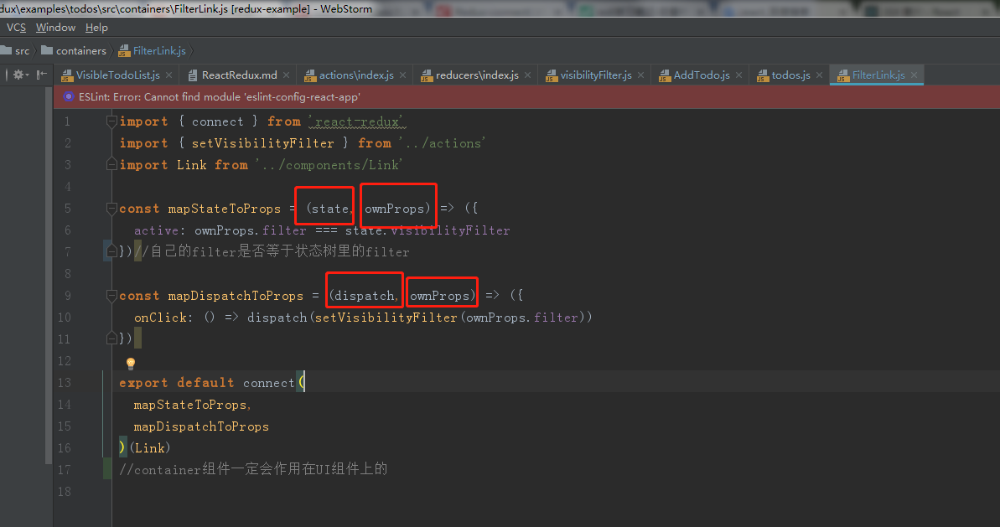 dux\examples\todos\src\containers\FilterLink.js [redux-example] - WebStorm
VCS Window Help
src containers FilterLink.js
VisibleTodoList.js ReactRedux.md actions\index.js reducers\index.js visibilityFilter.js AddTodo.js todos.js FilterLink.js
ESLint: Error: Cannot find module 'eslint-config-react-app'
1 import { connect } from 'react-redux'
2 import { setVisibilityFilter } from '../actions'
3 import Link from '../components/Link'
4
5 const mapStateToProps = (state, ownProps) => ({
6 active: ownProps.filter === state.visibilityFilter
7 })//自己的filter是否等于状态树里的filter
8
9 const mapDispatchToProps = (dispatch, ownProps) => ({
10 onClick: () => dispatch(setVisibilityFilter(ownProps.filter))
11 })
12
13 export default connect(
14 mapStateToProps,
15 mapDispatchToProps
16 )(Link)
17 //container组件一定会作用在UI组件上的
18